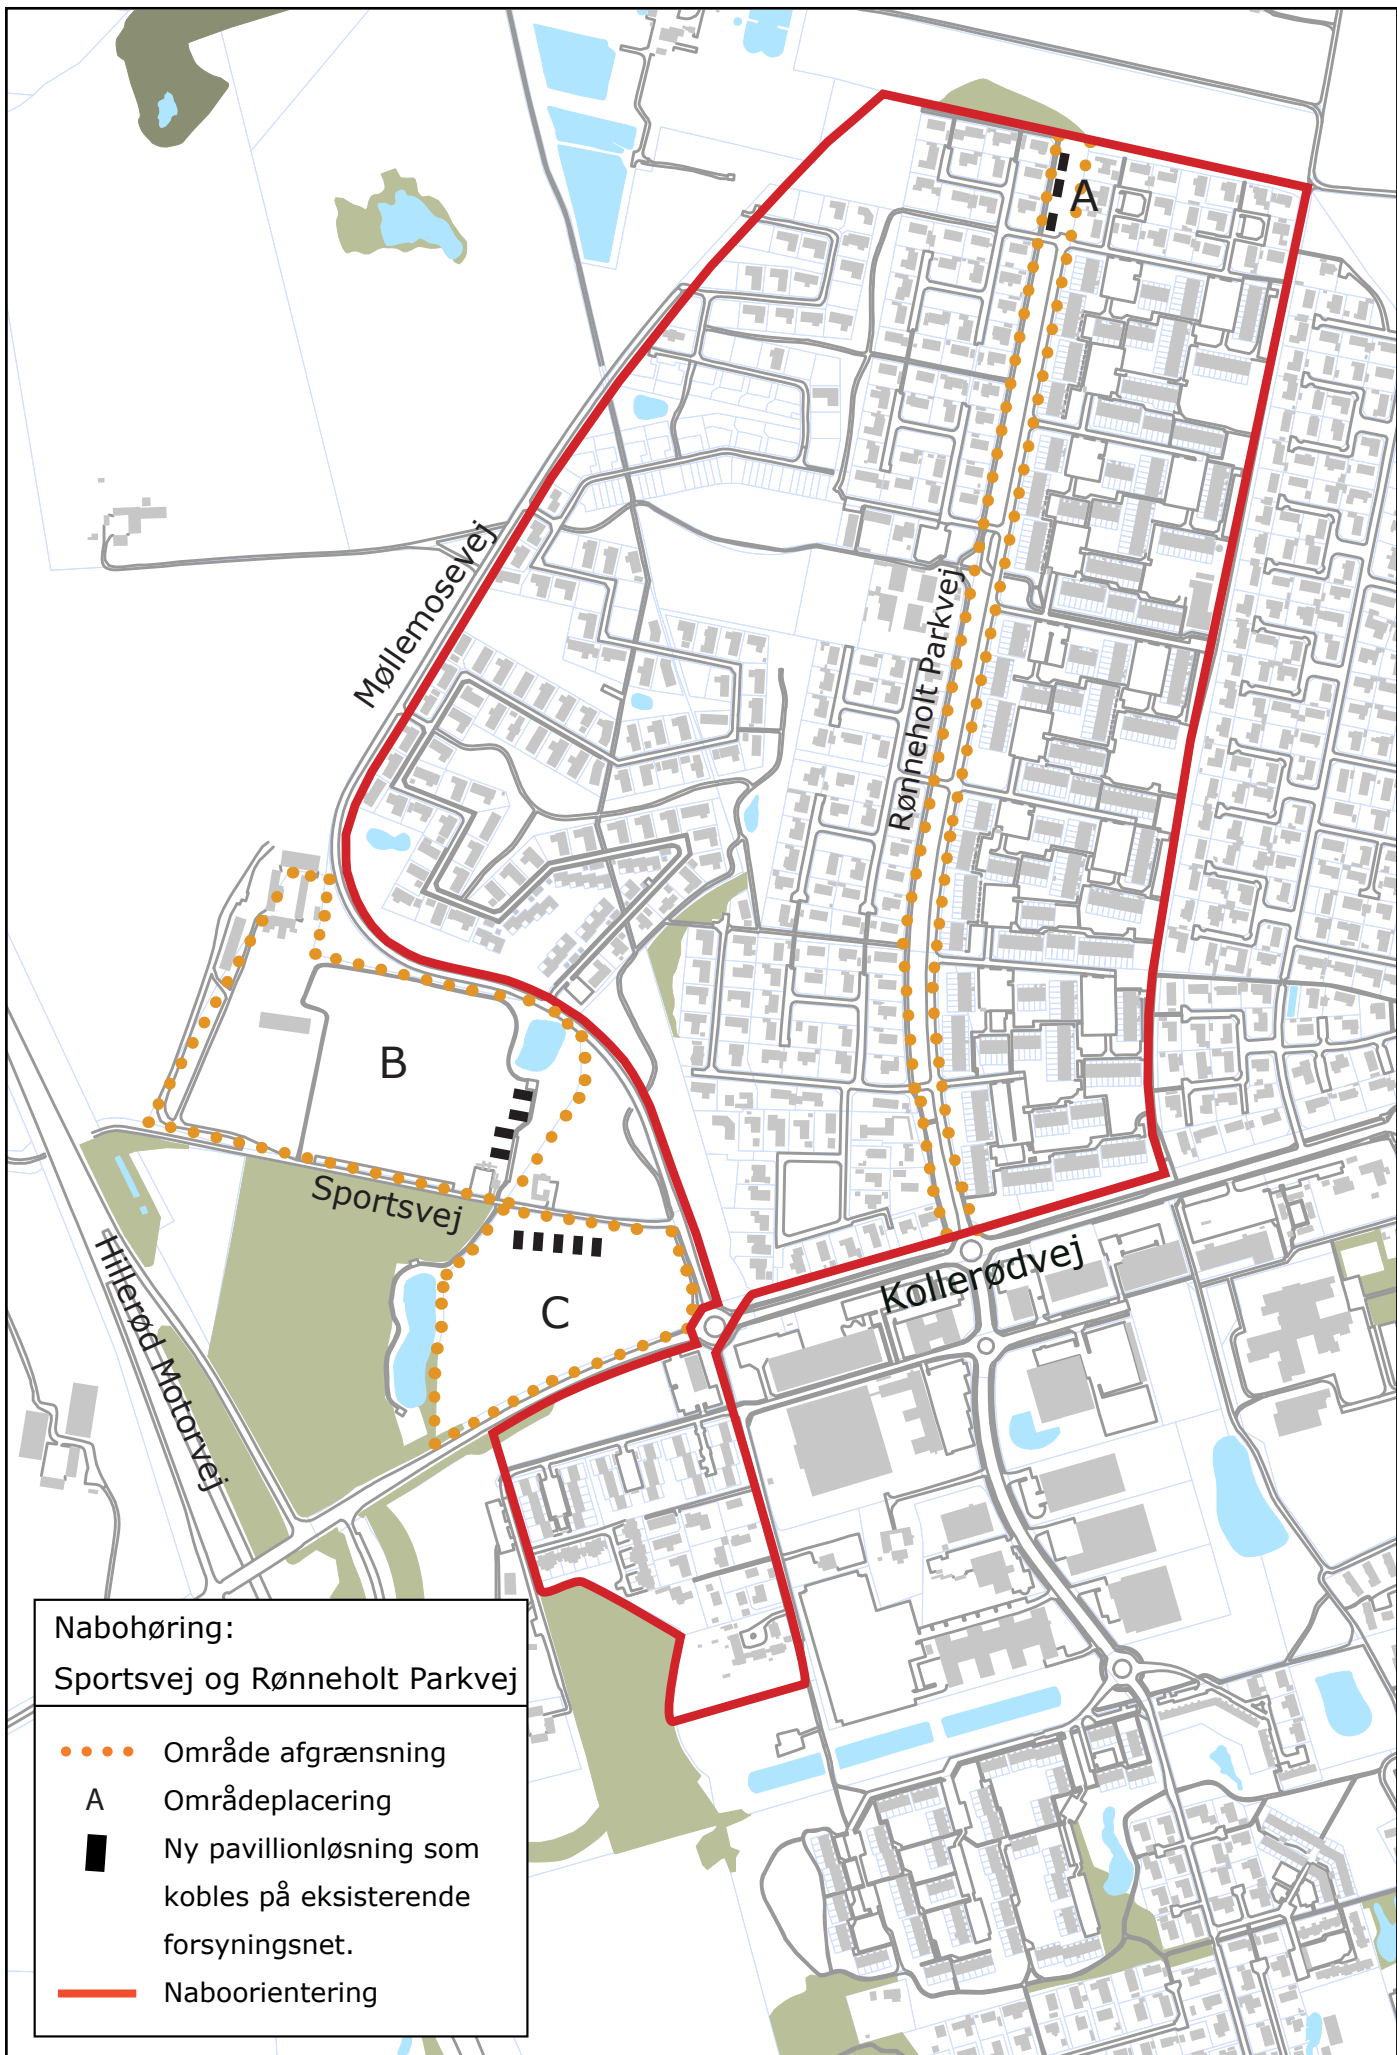 A
Møllemosevej
Rønneholt Parkvej
B
Sportsvej
Hillerød Motorvej
Kollerødvej
C
Nabohøring:
Sportsvej og Rønneholt Parkvej
Område afgrænsning
A Områdeplacering
Ny pavillionløsning som
kobles på eksisterende
forsyningsnet.
Naboorientering